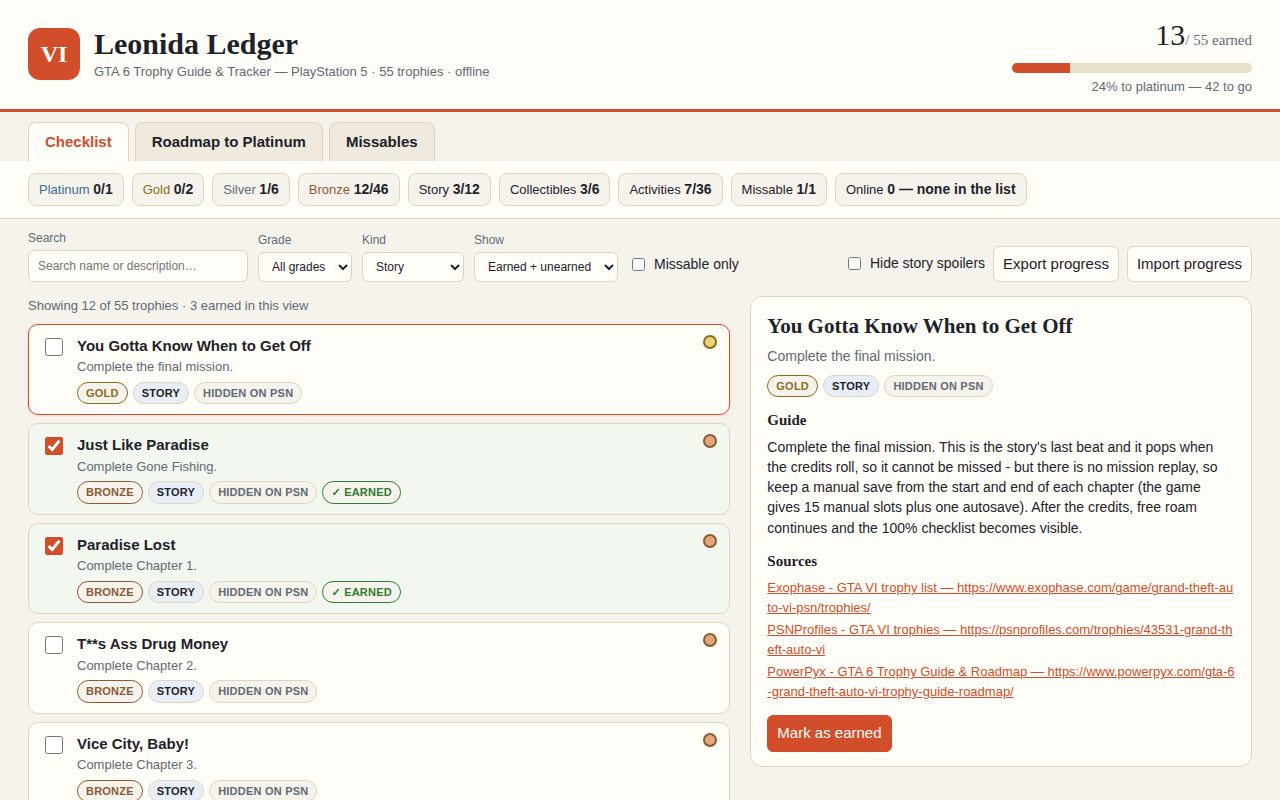 VI
Leonida Ledger
GTA 6 Trophy Guide & Tracker — PlayStation 5 · 55 trophies · offline
13/ 55 earned
24% to platinum — 42 to go
Checklist
Roadmap to Platinum
Missables
Platinum 0/1
Gold 0/2
Silver 1/6
Bronze 12/46
Story 3/12
Collectibles 3/6
Activities 7/36
Missable 1/1
Online 0 — none in the list
Search
Search name or description…
Grade
All grades
Kind
Story
Show
Earned + unearned
Missable only
Hide story spoilers
Export progress
Import progress
Showing 12 of 55 trophies · 3 earned in this view
You Gotta Know When to Get Off
Complete the final mission.
GOLD STORY HIDDEN ON PSN
Just Like Paradise
Complete Gone Fishing.
BRONZE STORY HIDDEN ON PSN ✓ EARNED
Paradise Lost
Complete Chapter 1.
BRONZE STORY HIDDEN ON PSN ✓ EARNED
T**s Ass Drug Money
Complete Chapter 2.
BRONZE STORY HIDDEN ON PSN
Vice City, Baby!
Complete Chapter 3.
BRONZE STORY HIDDEN ON PSN
You Gotta Know When to Get Off
Complete the final mission.
GOLD STORY HIDDEN ON PSN
Guide
Complete the final mission. This is the story's last beat and it pops when
the credits roll, so it cannot be missed - but there is no mission replay, so
keep a manual save from the start and end of each chapter (the game
gives 15 manual slots plus one autosave). After the credits, free roam
continues and the 100% checklist becomes visible.
Sources
Exophase - GTA VI trophy list — https://www.exophase.com/game/grand-theft-au
to-vi-psn/trophies/
PSNProfiles - GTA VI trophies — https://psnprofiles.com/trophies/43531-grand-th
eft-auto-vi
PowerPyx - GTA 6 Trophy Guide & Roadmap — https://www.powerpyx.com/gta-6
-grand-theft-auto-vi-trophy-guide-roadmap/
Mark as earned